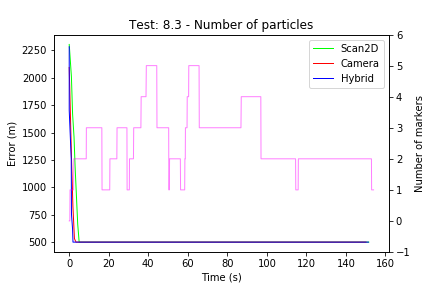 Test: 8.3 - Number of particles
Scan2D
Camera
Hybrid
Error (m)
2250
2000
1750
1500
1250
1000
750
500
6
5
4
3
2
1
0
−1
Number of markers
0 20 40 60 80 100 120 140 160
Time (s)